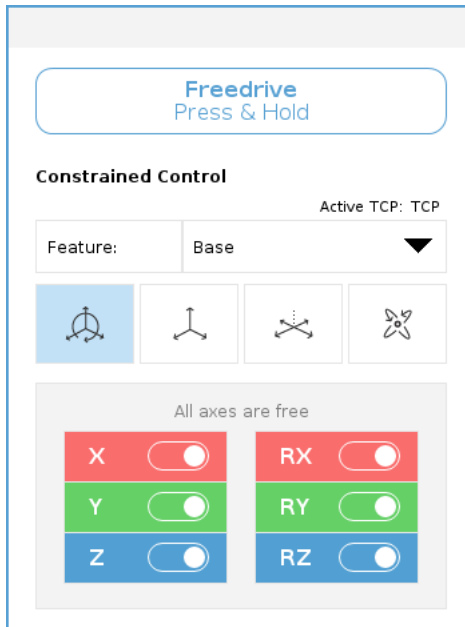 Freedrive
Press & Hold
Constrained Control
Active TCP: TCP
Feature: Base
All axes are free
X RX
Y RY
Z RZ